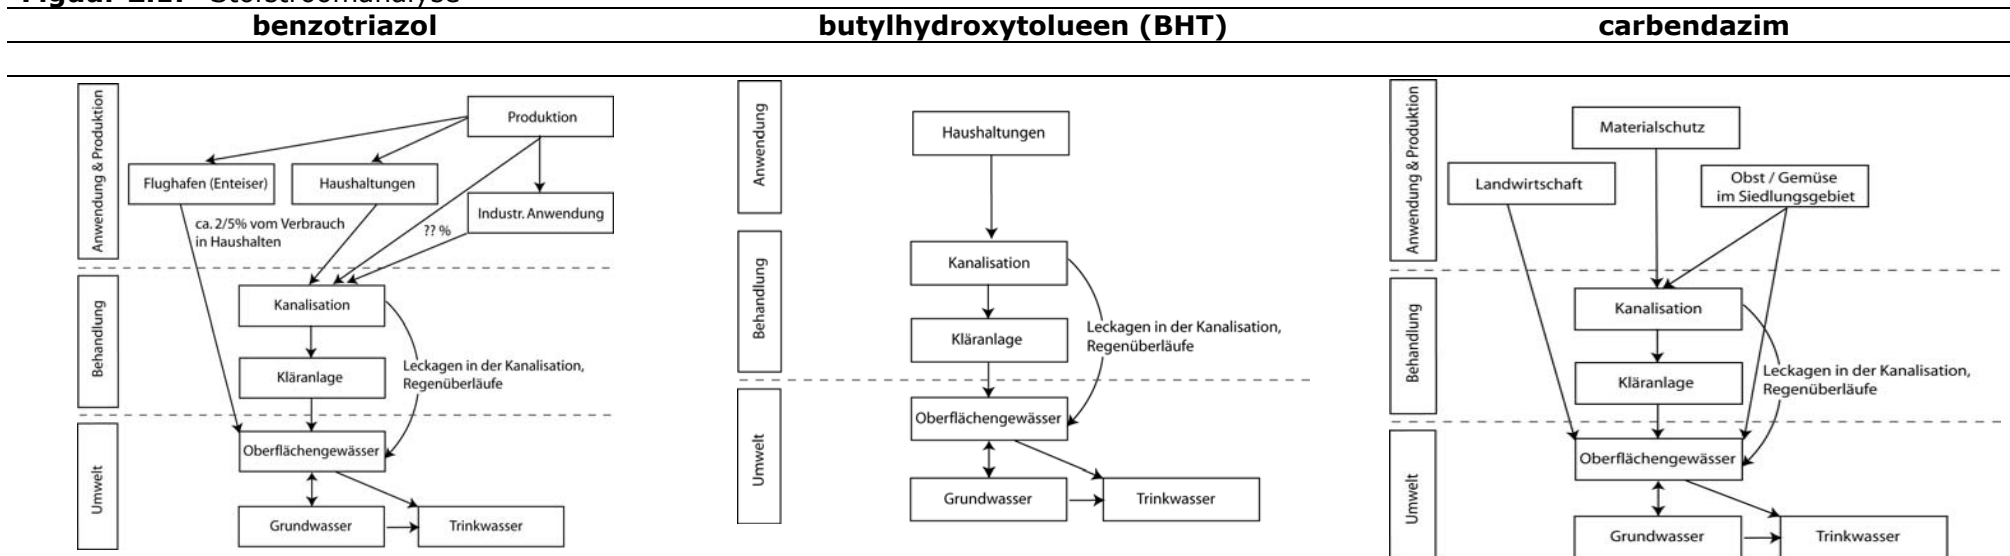 benzotriazol
butylhydroxytolueen (BHT)
carbendazim
Anwendung & Produktion
Produktion
Flughafen (Enteiser)
Haushaltungen
Industr. Anwendung
ca. 2/5% vom Verbrauch
in Haushalten
?? %
Behandlung
Kanalisation
Kläranlage
Leckagen in der Kanalisation,
Regenüberläufe
Umwelt
Oberflächengewässer
Grundwasser
Trinkwasser
Anwendung
Haushaltungen
Behandlung
Kanalisation
Kläranlage
Leckagen in der Kanalisation,
Regenüberläufe
Umwelt
Oberflächengewässer
Grundwasser
Trinkwasser
Anwendung & Produktion
Materialschutz
Landwirtschaft
Obst / Gemüse
im Siedlungsgebiet
Behandlung
Kanalisation
Kläranlage
Leckagen in der Kanalisation,
Regenüberläufe
Umwelt
Oberflächengewässer
Grundwasser
Trinkwasser